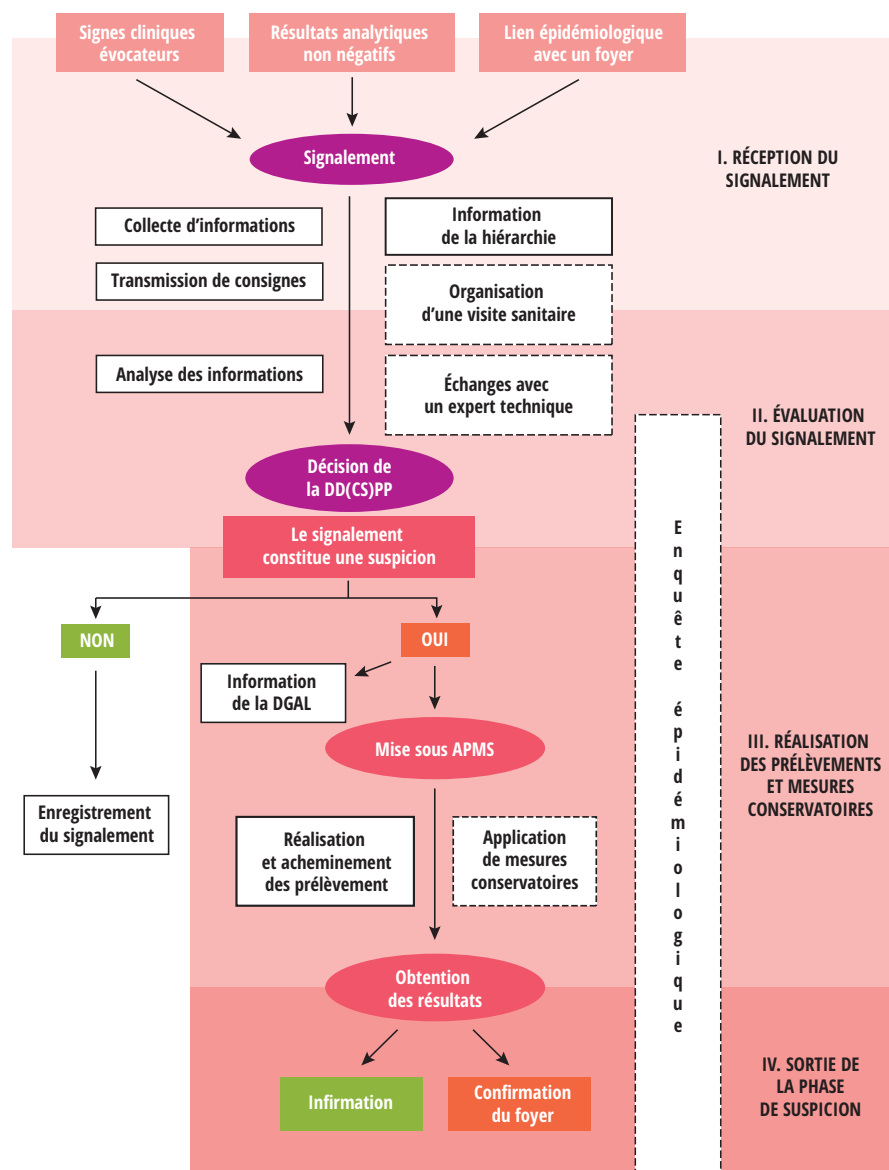 Signes cliniques
évocateurs
Résultats analytiques
non négatifs
Lien épidémiologique
avec un foyer
Signalement
I. RÉCEPTION DU
SIGNALEMENT
Collecte d'informations
Information
de la hiérarchie
Transmission de consignes
Organisation
d'une visite sanitaire
Analyse des informations
Échanges avec
un expert technique
II. ÉVALUATION
DU SIGNALEMENT
Décision de
la DD(CS)PP
Le signalement
constitue une suspicion
NON
OUI
Information
de la DGAL
Mise sous APMS
Enregistrement
du signalement
Réalisation
et acheminement
des prélèvement
Application
de mesures
conservatoires
Enquête épidémiologique
III. RÉALISATION
DES PRÉLÈVEMENTS
ET MESURES
CONSERVATOIRES
Obtention
des résultats
Infirmation
Confirmation
du foyer
IV. SORTIE DE
LA PHASE
DE SUSPICION